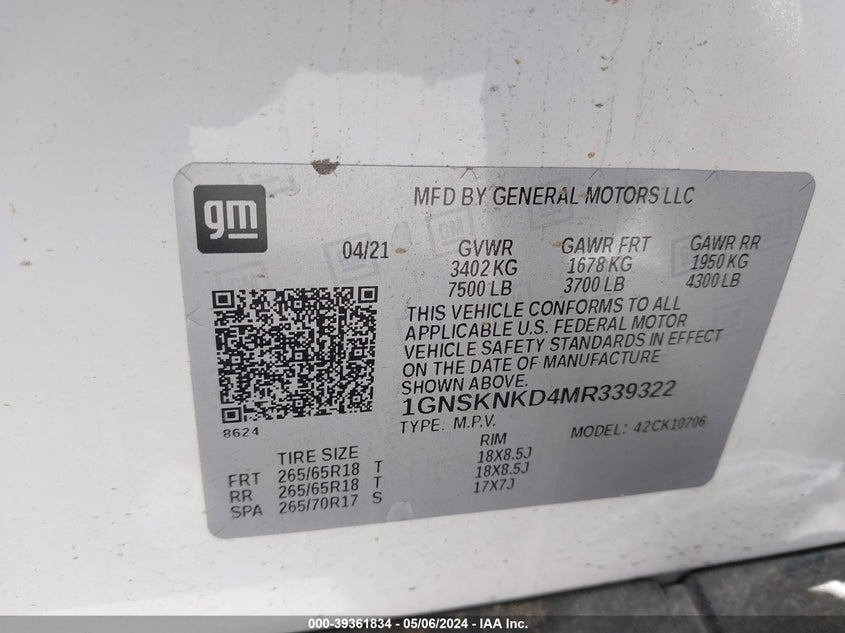 gm
MFD BY GENERAL MOTORS LLC
04/21 GVWR GAWR FRT GAWR RR
3402 KG 1678 KG 1950 KG
7500 LB 3700 LB 4300 LB
THIS VEHICLE CONFORMS TO ALL
APPLICABLE U.S. FEDERAL MOTOR
VEHICLE SAFETY STANDARDS IN EFFECT
ON THE DATE OF MANUFACTURE
SHOWN ABOVE.
1GNSKNKD4MR339322
TYPE: M.P.V. MODEL: 42CK10706
8624
TIRE SIZE RIM
FRT 265/65R18 T 18X8.5J
RR 265/65R18 T 18X8.5J
SPA 265/70R17 S 17X7J
000-39361834 - 05/06/2024 - IAA Inc.